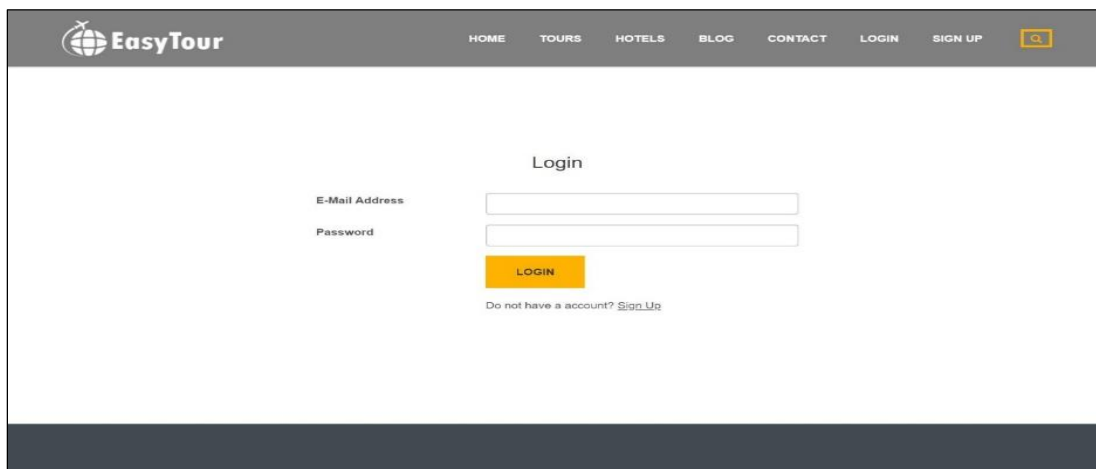 EasyTour
HOME TOURS HOTELS BLOG CONTACT LOGIN SIGN UP
Login
E-Mail Address
Password
LOGIN
Do not have a account? Sign Up